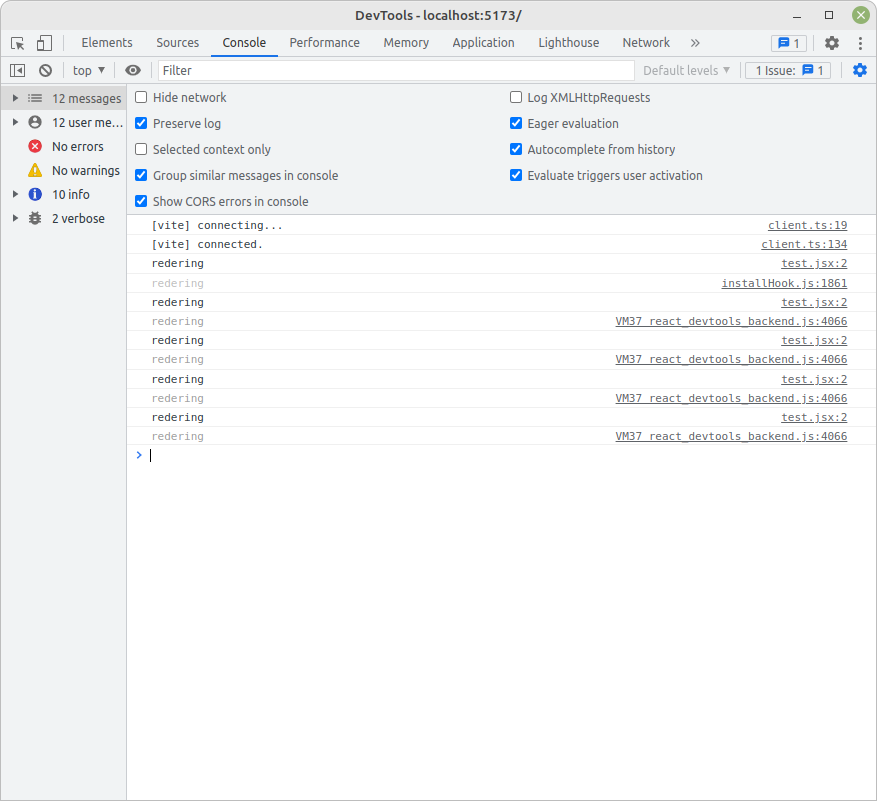 DevTools - localhost:5173/
Elements Sources Console Performance Memory Application Lighthouse Network » 1
top ▼ Filter Default levels ▼ 1 Issue: 1
12 messages
12 user me...
No errors
No warnings
10 info
2 verbose
Hide network Log XMLHttpRequests
Preserve log Eager evaluation
Selected context only Autocomplete from history
Group similar messages in console Evaluate triggers user activation
Show CORS errors in console
[vite] connecting... client.ts:19
[vite] connected. client.ts:134
redering test.jsx:2
redering installHook.js:1861
redering test.jsx:2
redering VM37 react_devtools_backend.js:4066
redering test.jsx:2
redering VM37 react_devtools_backend.js:4066
redering test.jsx:2
redering VM37 react_devtools_backend.js:4066
redering test.jsx:2
redering VM37 react_devtools_backend.js:4066
>